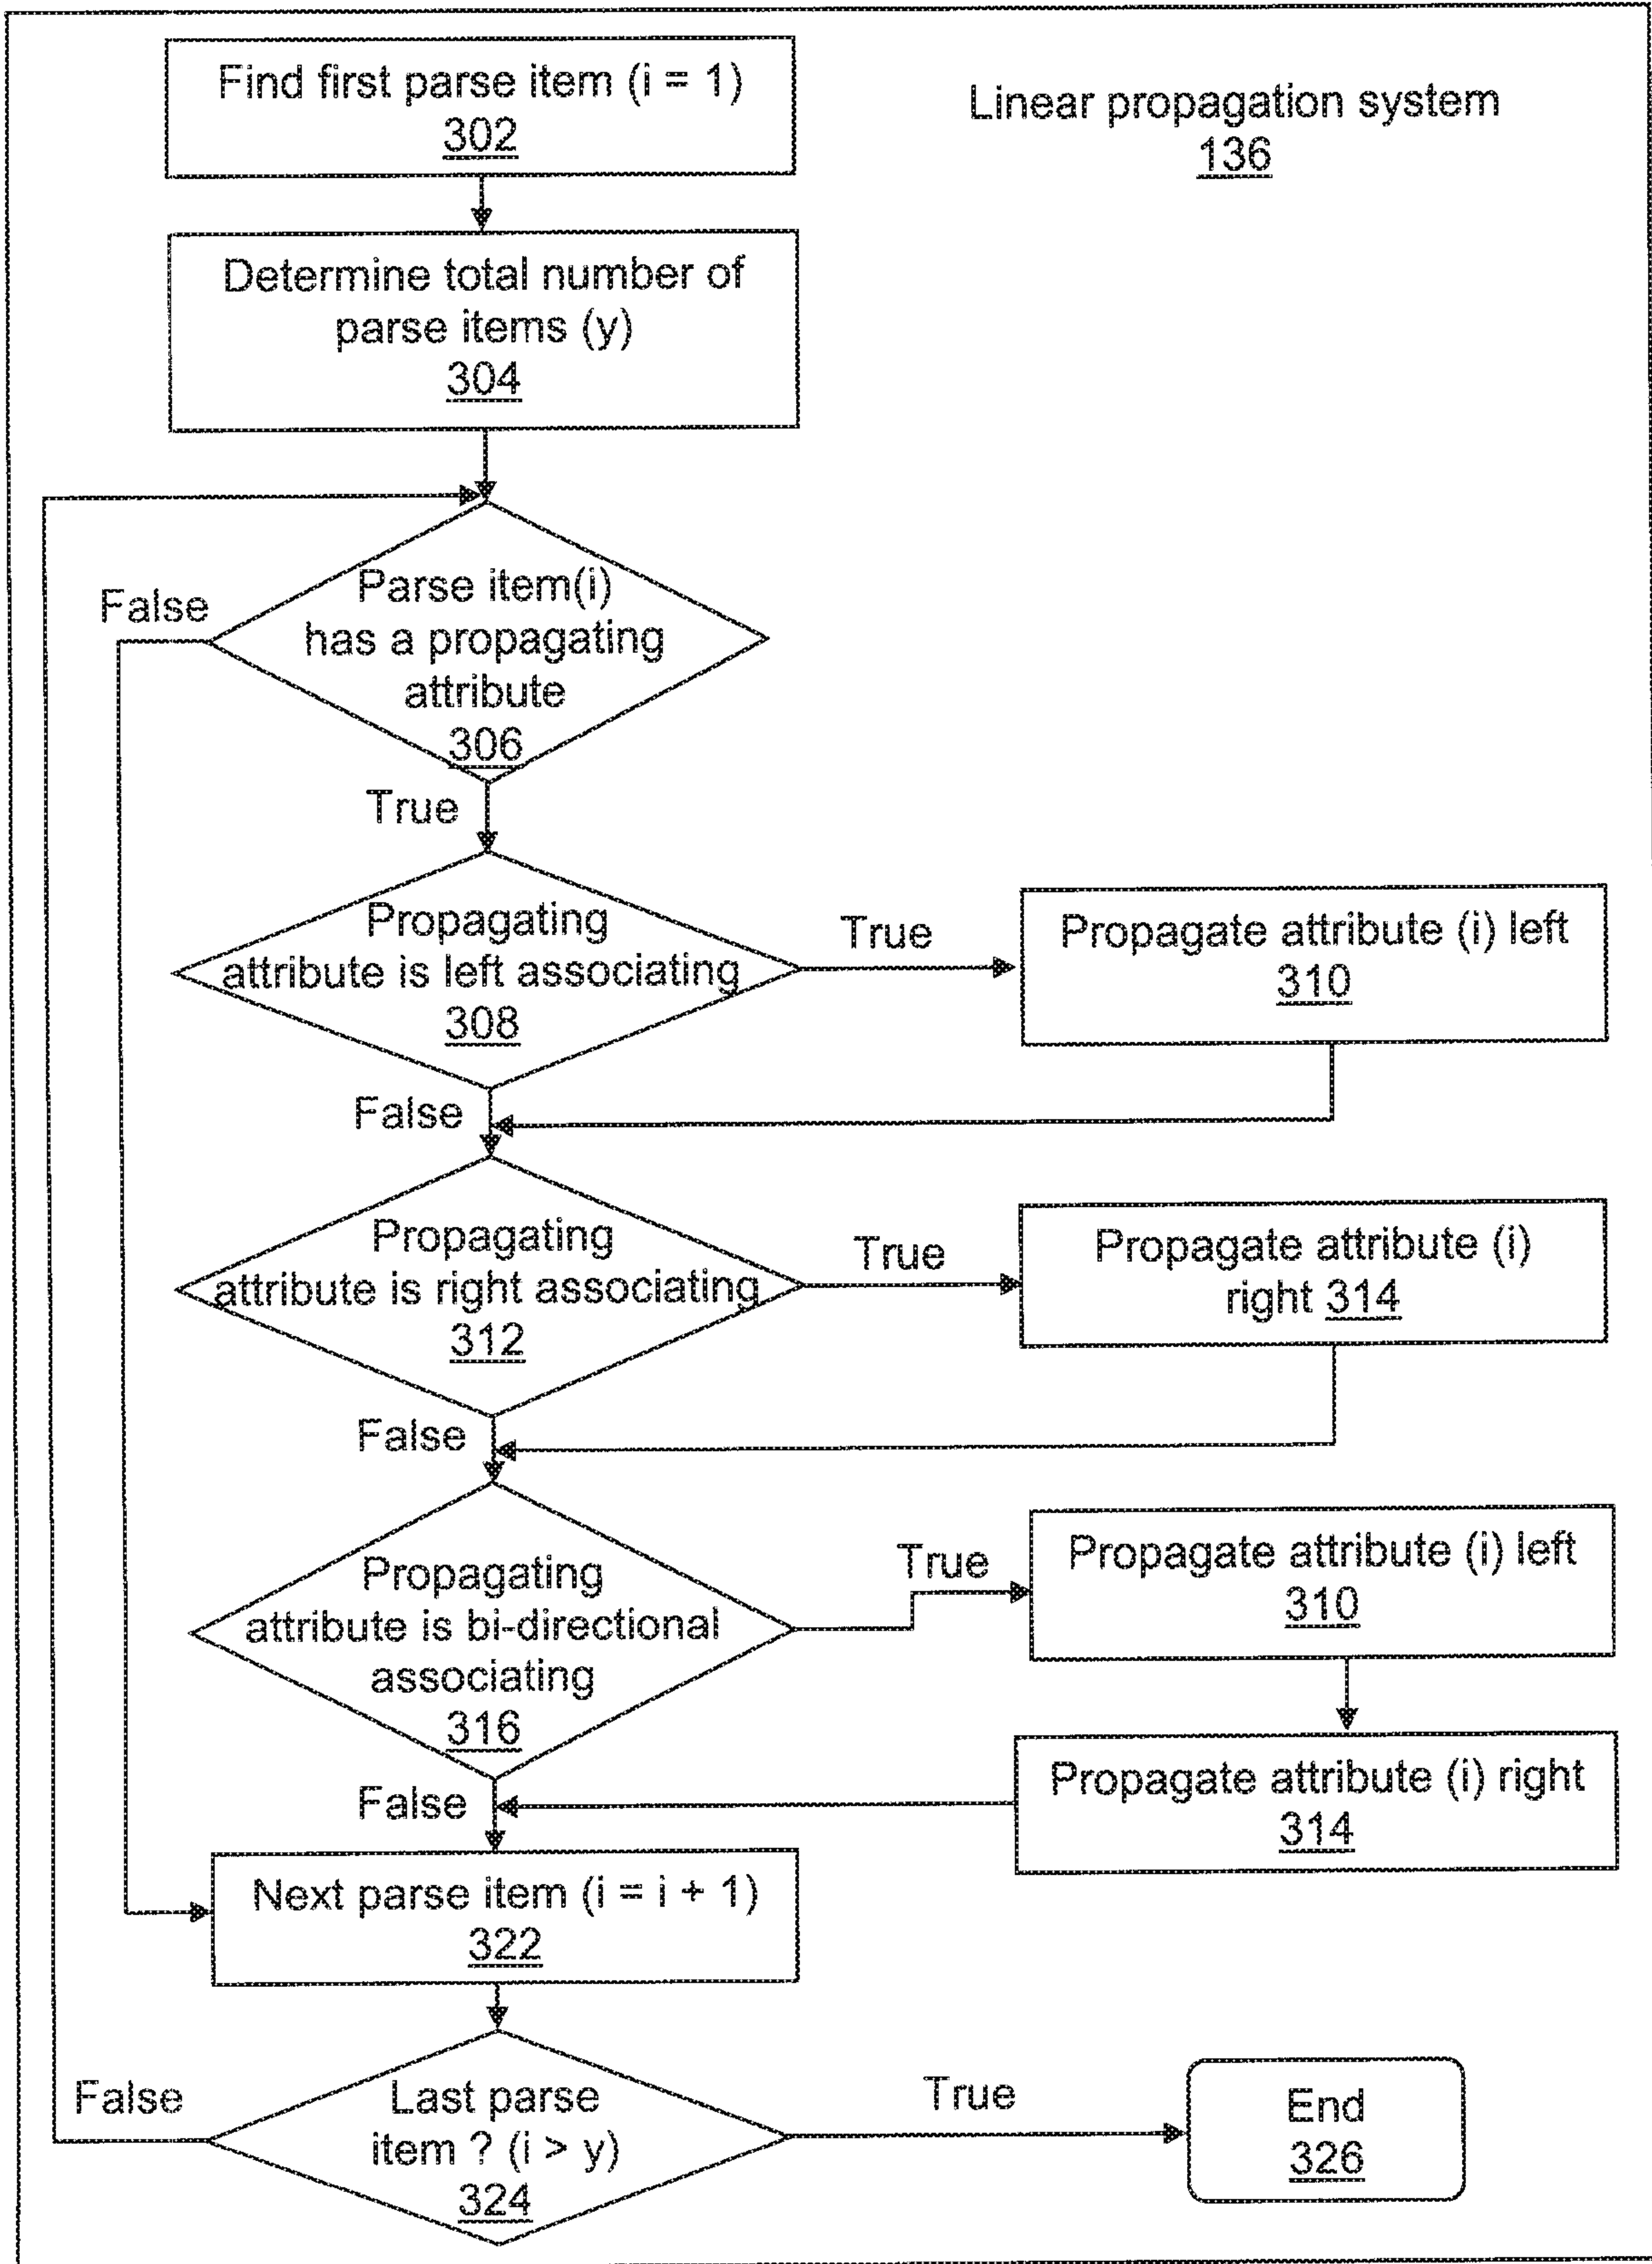 Find first parse item (i = 1)
302
Linear propagation system
136
Determine total number of
parse items (y)
304
False
Parse item(i)
has a propagating
attribute
306
True
Propagating
attribute is left associating
308
True
Propagate attribute (i) left
310
False
Propagating
attribute is right associating
312
True
Propagate attribute (i)
right 314
False
Propagating
attribute is bi-directional
associating
316
True
Propagate attribute (i) left
310
Propagate attribute (i) right
314
False
Next parse item (i = i + 1)
322
False
Last parse
item ? (i > y)
324
True
End
326